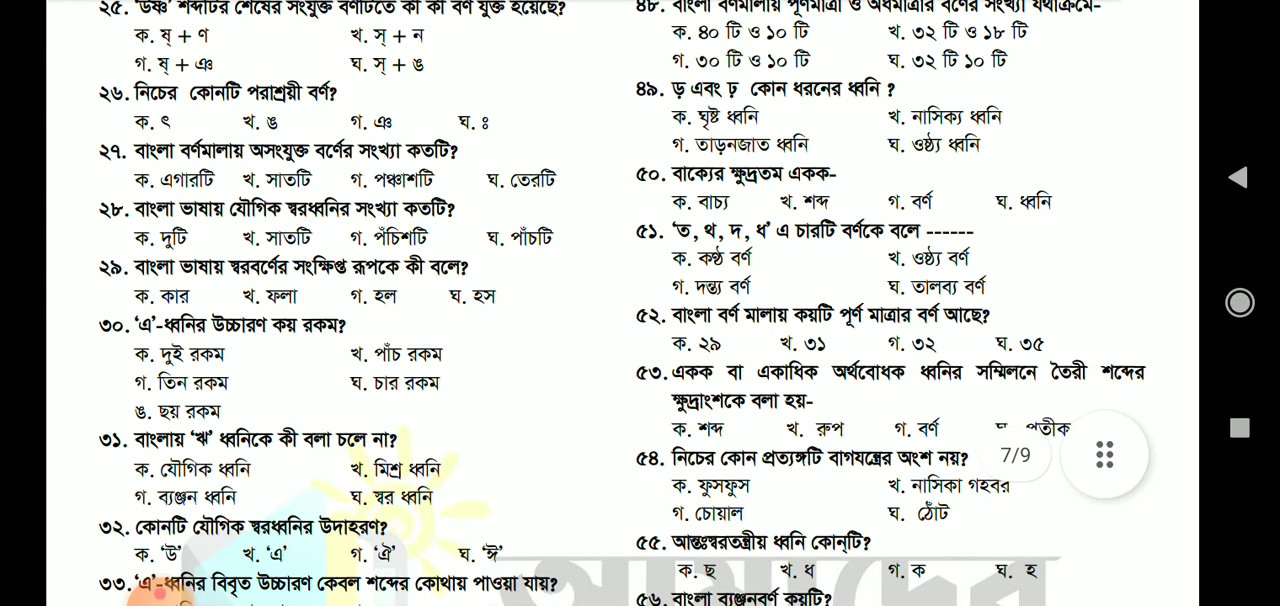 ২৫. 'উষ্ণ' শব্দটির শেষের সংযুক্ত বর্ণটিতে কী কী বর্ণ যুক্ত হয়েছে?
ক. ষ্ + ণ খ. স্ + ন
গ. ষ্ + ঞ ঘ. স্ + ঙ
২৬. নিচের কোনটি পরাশ্রয়ী বর্ণ?
ক. ৎ খ. ঙ গ. ঞ ঘ. ঃ
২৭. বাংলা বর্ণমালায় অসংযুক্ত বর্ণের সংখ্যা কতটি?
ক. এগারটি খ. সাতটি গ. পঞ্চাশটি ঘ. তেরটি
২৮. বাংলা ভাষায় যৌগিক স্বরধ্বনির সংখ্যা কতটি?
ক. দুটি খ. সাতটি গ. পঁচিশটি ঘ. পাঁচটি
২৯. বাংলা ভাষায় স্বরবর্ণের সংক্ষিপ্ত রূপকে কী বলে?
ক. কার খ. ফলা গ. হল ঘ. হস
৩০. 'এ'-ধ্বনির উচ্চারণ কয় রকম?
ক. দুই রকম খ. পাঁচ রকম
গ. তিন রকম ঘ. চার রকম
ঙ. ছয় রকম
৩১. বাংলায় 'ঋ' ধ্বনিকে কী বলা চলে না?
ক. যৌগিক ধ্বনি খ. মিশ্র ধ্বনি
গ. ব্যঞ্জন ধ্বনি ঘ. স্বর ধ্বনি
৩২. কোনটি যৌগিক স্বরধ্বনির উদাহরণ?
ক. 'উ' খ. 'এ' গ. 'ঐ' ঘ. 'ঈ'
৩৩. 'এ'-ধ্বনির বিবৃত উচ্চারণ কেবল শব্দের কোথায় পাওয়া যায়?
৪৮. বাংলা বর্ণমালায় পূর্ণমাত্রা ও অর্ধমাত্রার বর্ণের সংখ্যা যথাক্রমে-
ক. ৪০ টি ও ১০ টি খ. ৩২ টি ও ১৮ টি
গ. ৩০ টি ও ১০ টি ঘ. ৩২ টি ১০ টি
৪৯. ড় এবং ঢ় কোন ধরনের ধ্বনি ?
ক. ঘৃষ্ট ধ্বনি খ. নাসিক্য ধ্বনি
গ. তাড়নজাত ধ্বনি ঘ. ওষ্ঠ্য ধ্বনি
৫০. বাক্যের ক্ষুদ্রতম একক-
ক. বাচ্য খ. শব্দ গ. বর্ণ ঘ. ধ্বনি
৫১. 'ত, থ, দ, ধ' এ চারটি বর্ণকে বলে ------
ক. কণ্ঠ বর্ণ খ. ওষ্ঠ্য বর্ণ
গ. দন্ত্য বর্ণ ঘ. তালব্য বর্ণ
৫২. বাংলা বর্ণ মালায় কয়টি পূর্ণ মাত্রার বর্ণ আছে?
ক. ২৯ খ. ৩১ গ. ৩২ ঘ. ৩৫
৫৩. একক বা একাধিক অর্থবোধক ধ্বনির সম্মিলনে তৈরী শব্দের
ক্ষুদ্রাংশকে বলা হয়-
ক. শব্দ খ. রুপ গ. বর্ণ ঘ. প্রতীক
৫৪. নিচের কোন প্রত্যঙ্গটি বাগযন্ত্রের অংশ নয়?
7/9
ক. ফুসফুস খ. নাসিকা গহবর
গ. চোয়াল ঘ. ঠোঁট
৫৫. আন্তঃস্বরতন্ত্রীয় ধ্বনি কোন্‌টি?
ক. ছ খ. ধ গ. ক ঘ. হ
৫৬. বাংলা ব্যঞ্জনবর্ণ কয়টি?
আমাদের